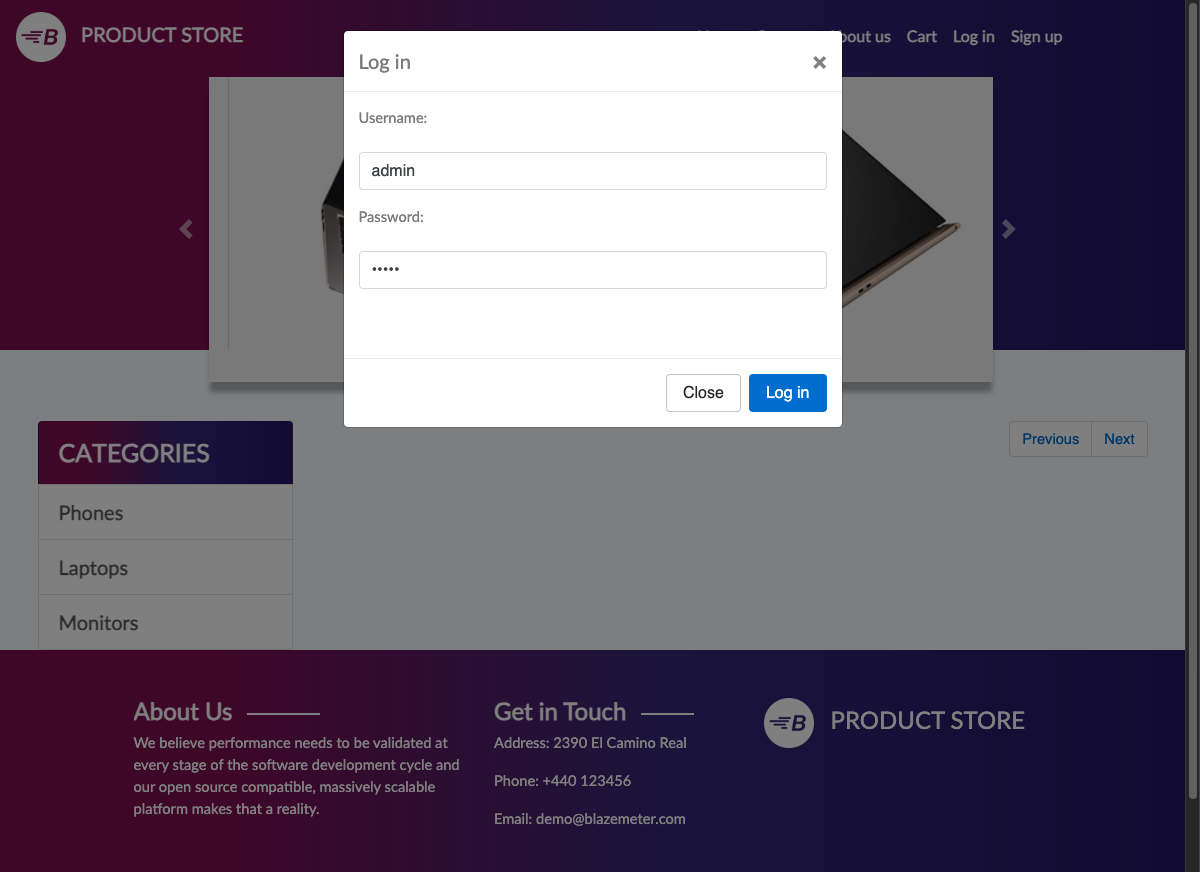 PRODUCT STORE
bout us Cart Log in Sign up
Log in
×
Username:
admin
Password:
•••••
Close Log in
CATEGORIES
Phones
Laptops
Monitors
Previous Next
About Us
We believe performance needs to be validated at
every stage of the software development cycle and
our open source compatible, massively scalable
platform makes that a reality.
Get in Touch
Address: 2390 El Camino Real
Phone: +440 123456
Email: demo@blazemeter.com
B PRODUCT STORE